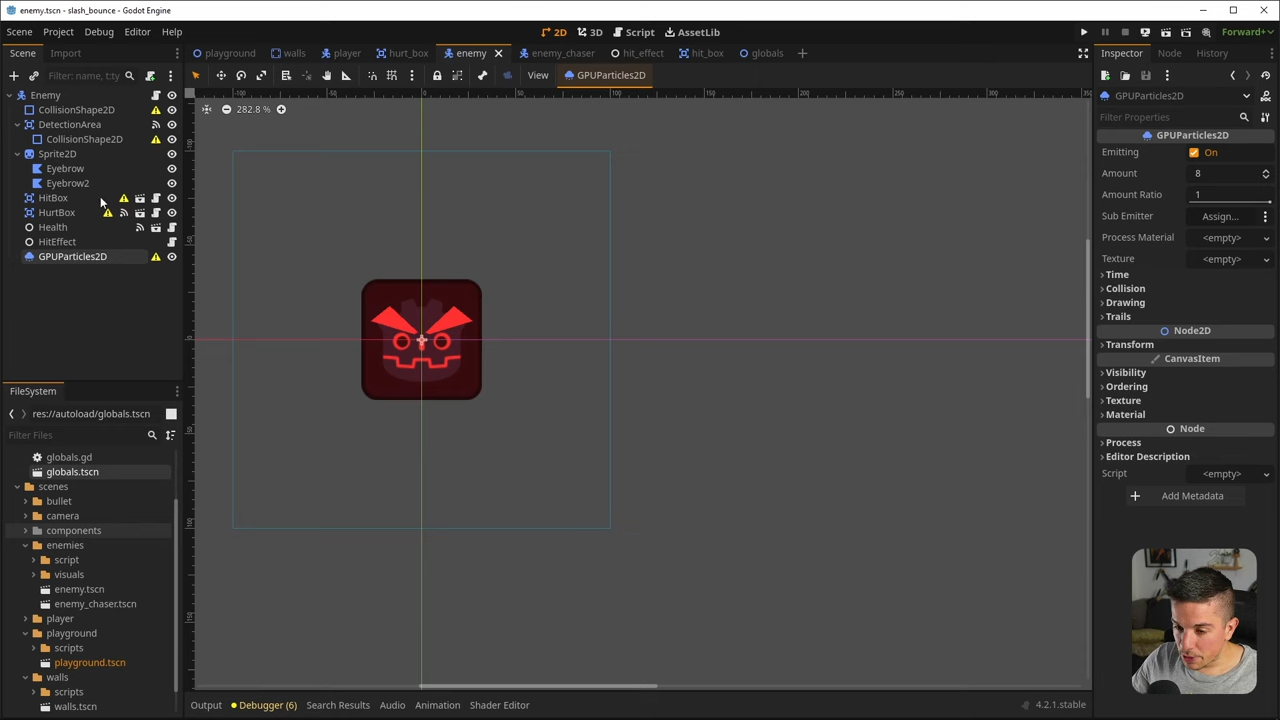 enemy.tscn - slash_bounce - Godot Engine
Scene Project Debug Editor Help
2D 3D Script AssetLib
Forward+
Scene Import
playground walls player hurt_box enemy enemy_chaser hit_effect hit_box globals
Inspector Node History
Filter: name, t:ty
View GPUParticles2D
Enemy
GPUParticles2D
CollisionShape2D
282.8 %
Filter Properties
DetectionArea
GPUParticles2D
CollisionShape2D
Emitting On
Sprite2D
Amount 8
Eyebrow
Eyebrow2
Amount Ratio 1
HitBox
Sub Emitter Assign...
HurtBox
Health
Process Material <empty>
HitEffect
GPUParticles2D
Texture <empty>
Time
Collision
Drawing
Trails
Node2D
Transform
CanvasItem
Visibility
FileSystem
Ordering
Texture
res://autoload/globals.tscn
Material
Filter Files
Node
Process
globals.gd
Editor Description
globals.tscn
Script <empty>
scenes
Add Metadata
bullet
camera
components
enemies
script
visuals
enemy.tscn
enemy_chaser.tscn
player
playground
scripts
playground.tscn
walls
scripts
walls.tscn
Output Debugger (6) Search Results Audio Animation Shader Editor
4.2.1.stable